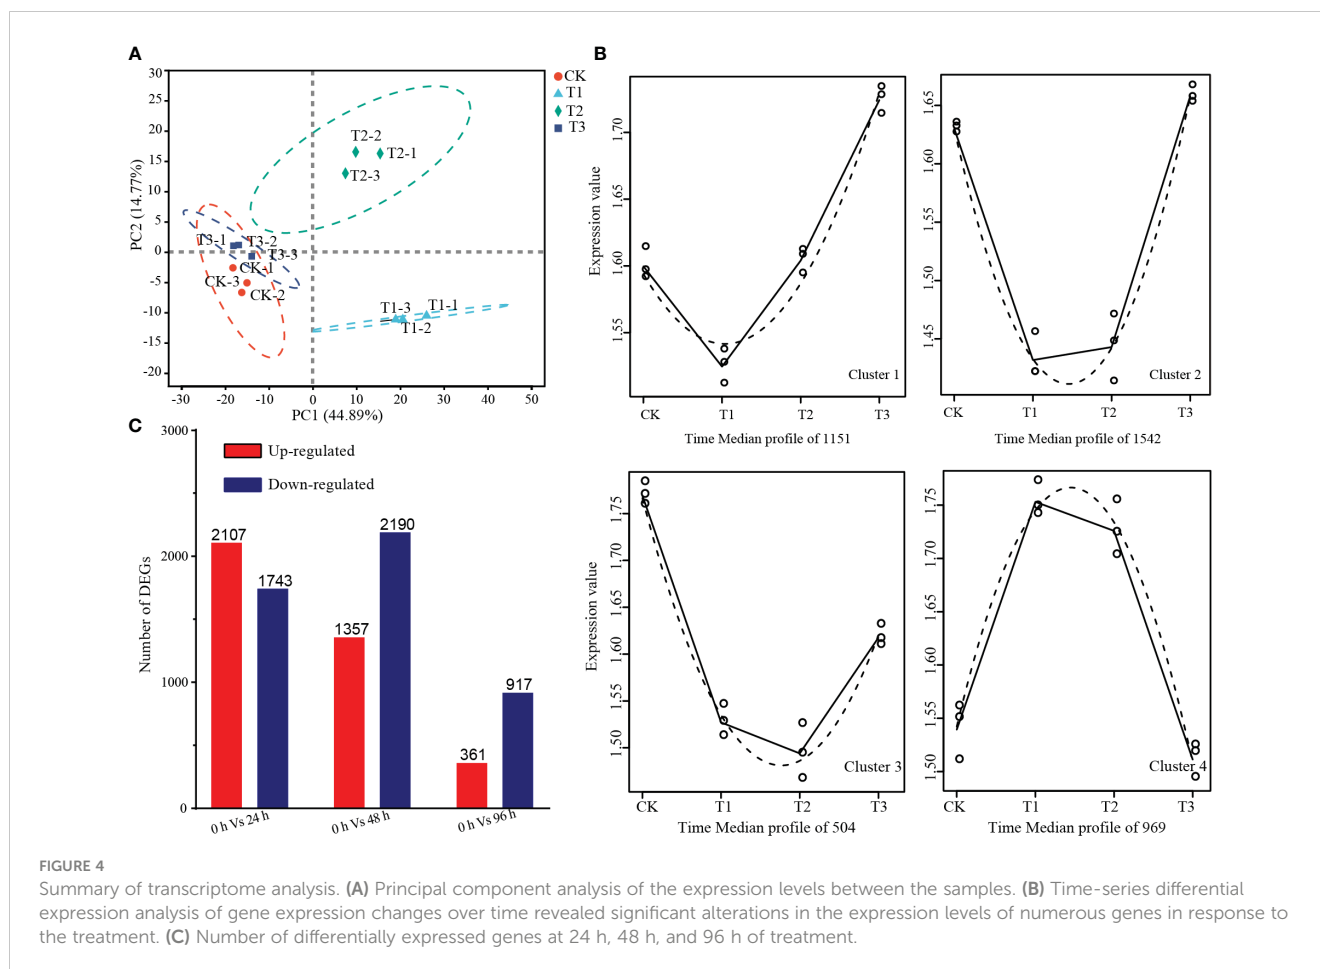 A
30
25
20
15
10
5
0
-5
-10
-15
-20
PC2 (14.77%)
-30
-20
-10
0
10
20
30
40
50
PC1 (44.89%)
CK
T1
T2
T3
T2-2
T2-1
T2-3
T3-1
T3-2
T3-3
CK-1
CK-3
CK-2
T1-3
T1-1
T1-2
B
Expression value
1.70
1.65
1.60
1.55
Cluster 1
CK
T1
T2
T3
Time Median profile of 1151
1.65
1.60
1.55
1.50
1.45
Cluster 2
CK
T1
T2
T3
Time Median profile of 1542
Expression value
1.75
1.70
1.65
1.60
1.55
1.50
Cluster 3
CK
T1
T2
T3
Time Median profile of 504
1.75
1.70
1.65
1.60
1.55
1.50
Cluster 4
CK
T1
T2
T3
Time Median profile of 969
C
3000
2000
1000
0
Number of DEGs
Up-regulated
Down-regulated
2107
1743
1357
2190
361
917
0 h Vs 24 h
0 h Vs 48 h
0 h Vs 96 h
FIGURE 4
Summary of transcriptome analysis. (A) Principal component analysis of the expression levels between the samples. (B) Time-series differential
expression analysis of gene expression changes over time revealed significant alterations in the expression levels of numerous genes in response to
the treatment. (C) Number of differentially expressed genes at 24 h, 48 h, and 96 h of treatment.